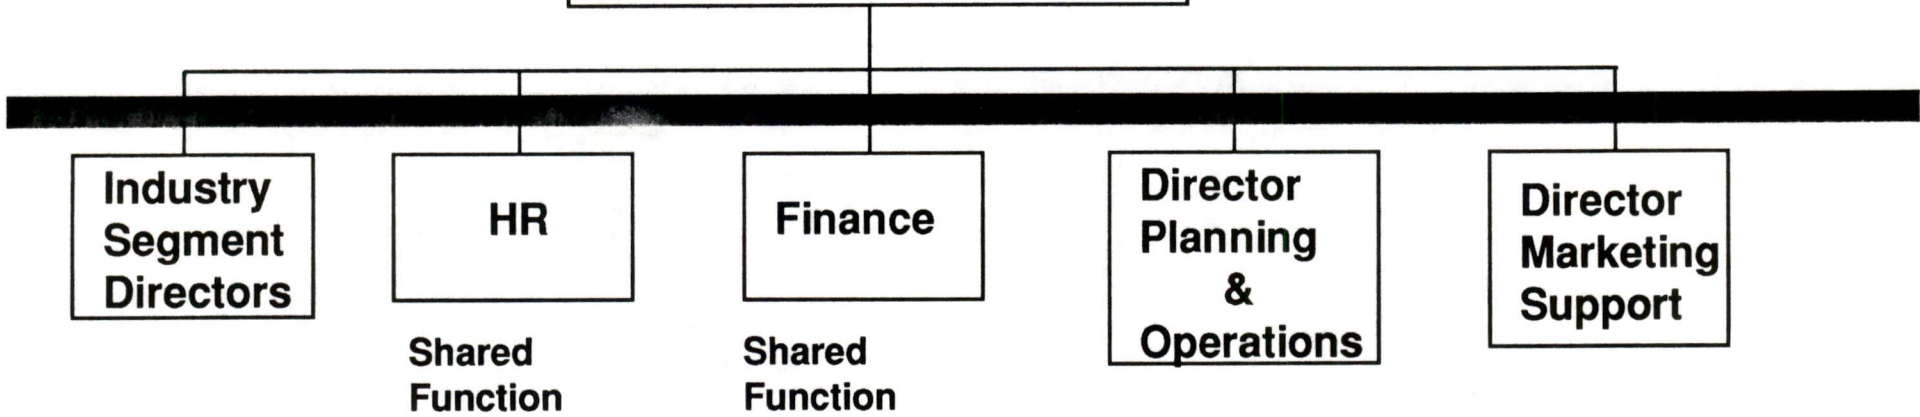 Industry
Segment
Directors
HR
Shared
Function
Finance
Shared
Function
Director
Planning
&
Operations
Director
Marketing
Support